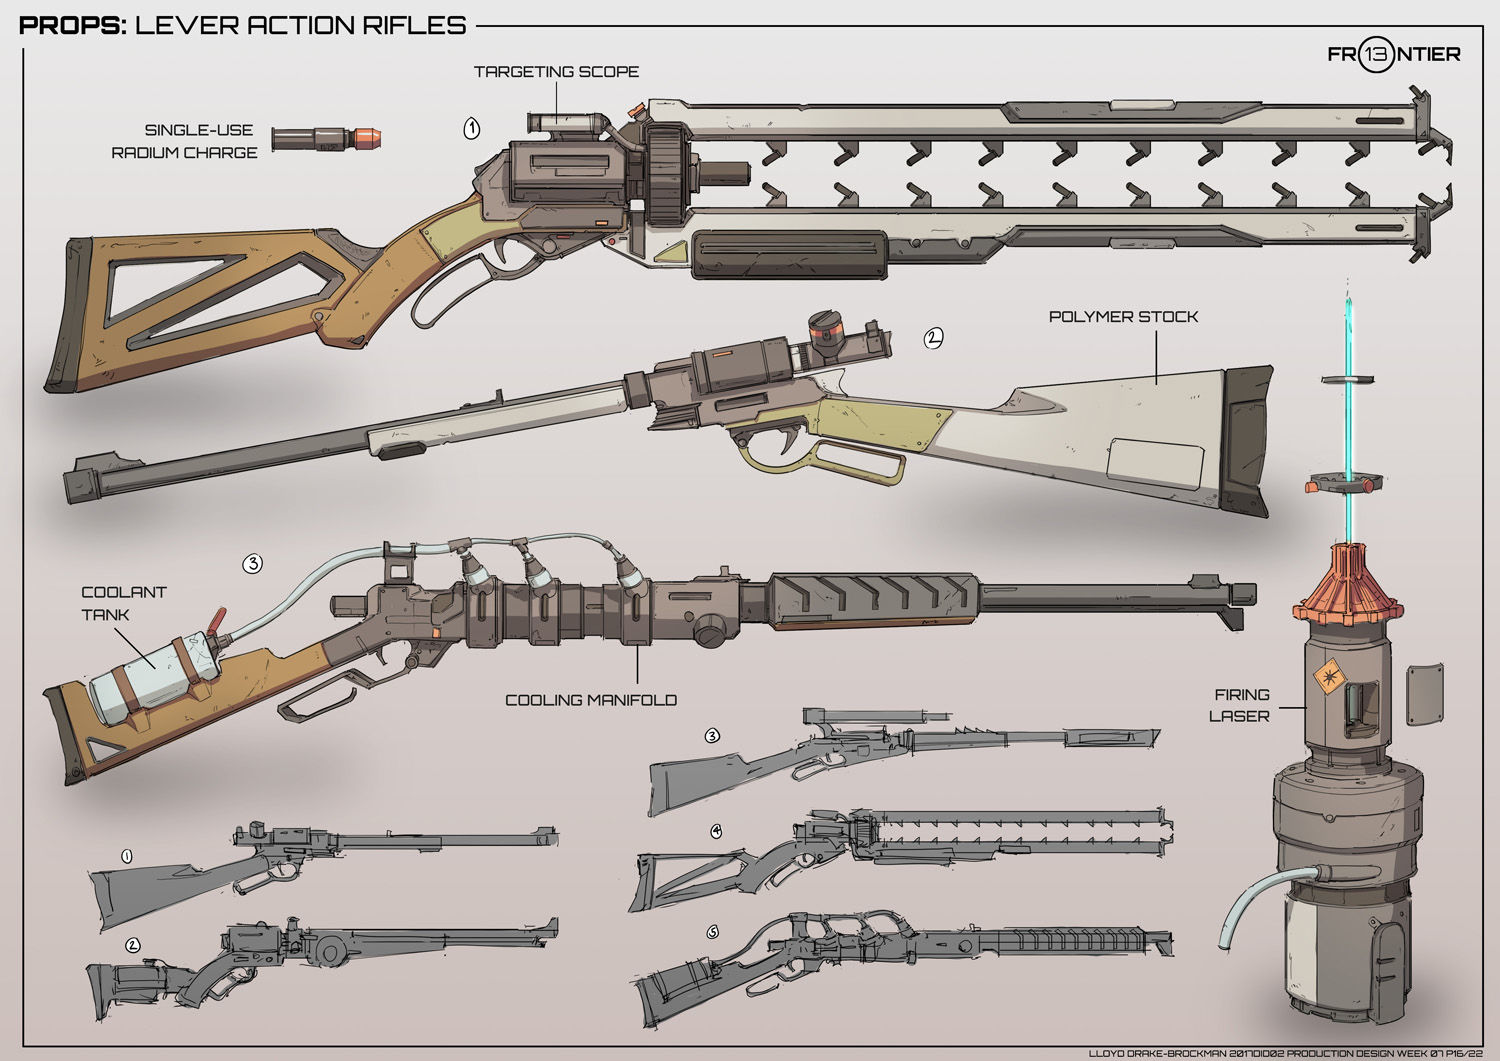 PROPS: LEVER ACTION RIFLES
FR13NTIER
TARGETING SCOPE
SINGLE-USE
RADIUM CHARGE
1
2
POLYMER STOCK
3
COOLANT
TANK
COOLING MANIFOLD
FIRING
LASER
3
1
4
2
5
LLOYD DRAKE-BROCKMAN 2017DID02 PRODUCTION DESIGN WEEK 07 P16/22